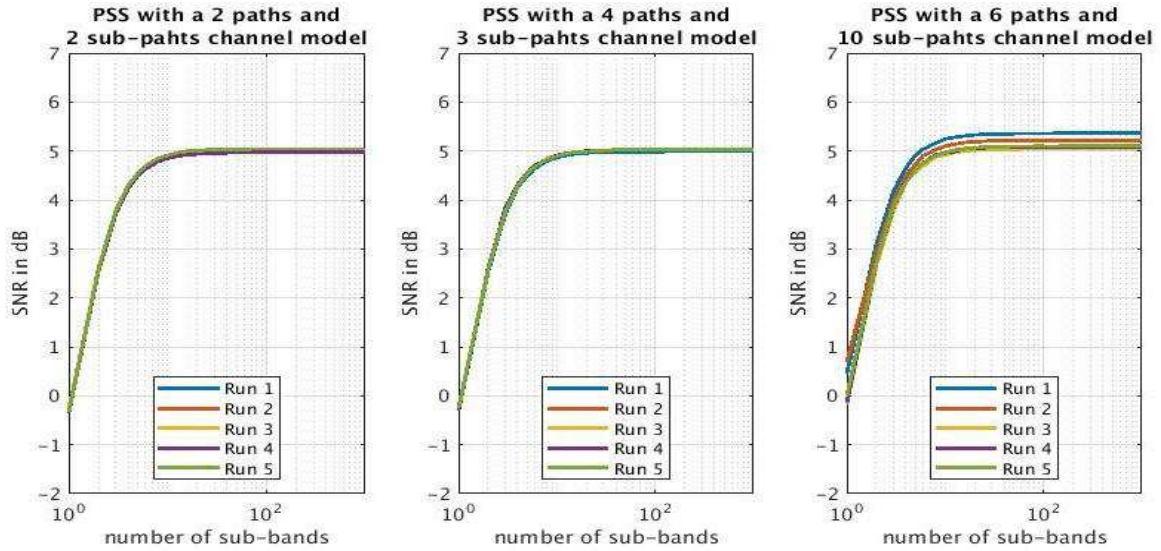 PSS with a 2 paths and
2 sub-pahts channel model
7
6
5
4
3
2
1
0
−1
−2
SNR in dB
Run 1
Run 2
Run 3
Run 4
Run 5
10^0
10^2
number of sub-bands
PSS with a 4 paths and
3 sub-pahts channel model
7
6
5
4
3
2
1
0
−1
−2
SNR in dB
Run 1
Run 2
Run 3
Run 4
Run 5
10^0
10^2
number of sub-bands
PSS with a 6 paths and
10 sub-pahts channel model
7
6
5
4
3
2
1
0
−1
−2
SNR in dB
Run 1
Run 2
Run 3
Run 4
Run 5
10^0
10^2
number of sub-bands